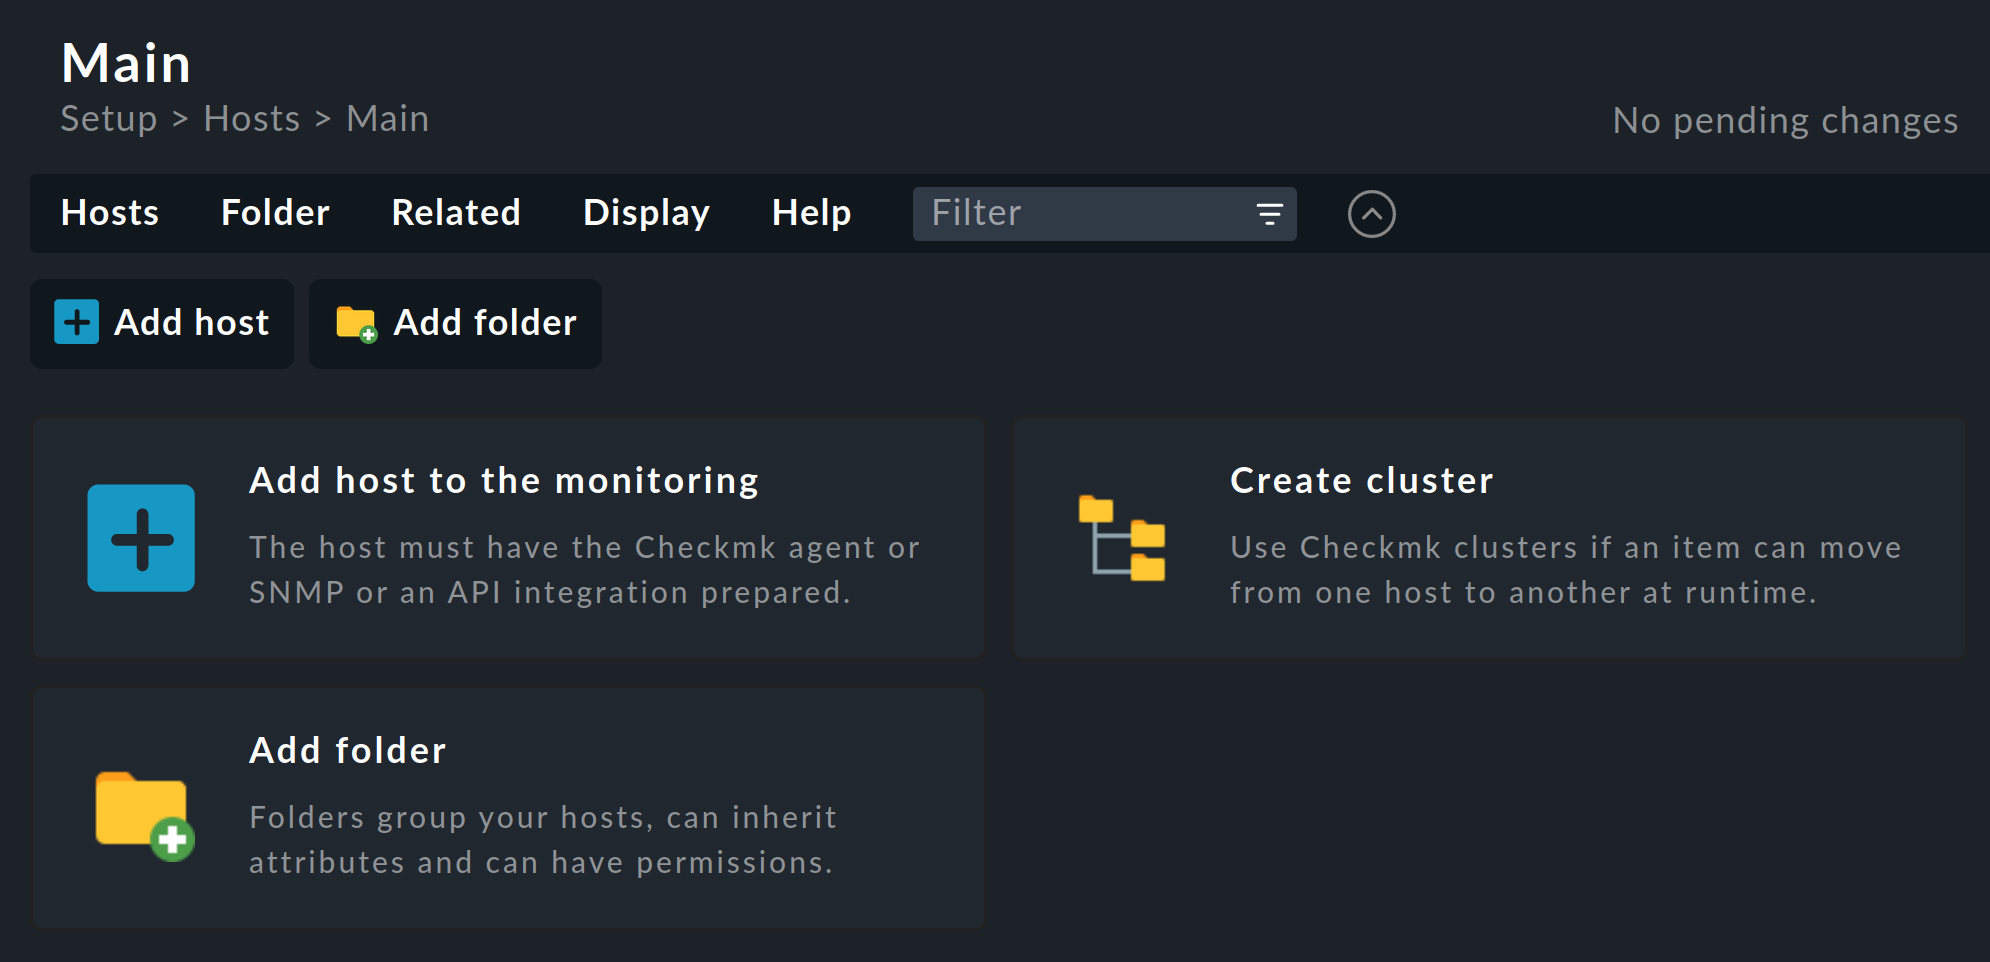 Main
Setup > Hosts > Main
No pending changes
Hosts Folder Related Display Help Filter
Add host Add folder
Add host to the monitoring
The host must have the Checkmk agent or
SNMP or an API integration prepared.
Create cluster
Use Checkmk clusters if an item can move
from one host to another at runtime.
Add folder
Folders group your hosts, can inherit
attributes and can have permissions.